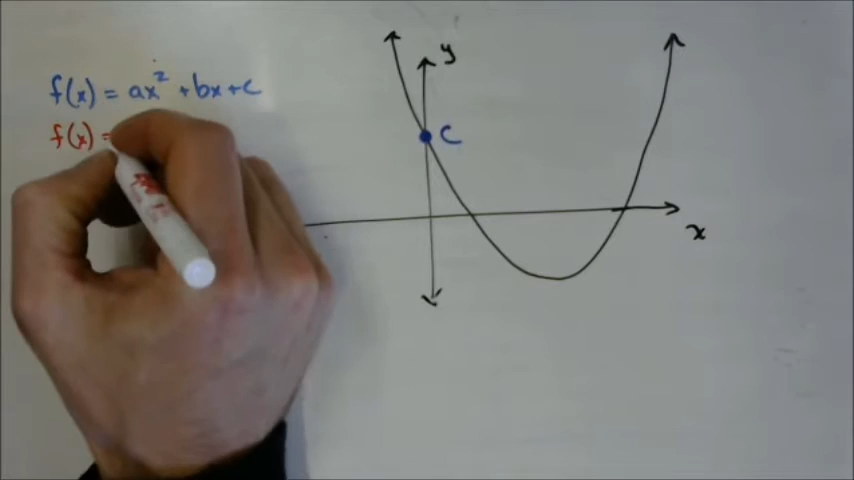 f(x) = ax² + bx + c
f(x) =
y
c
x